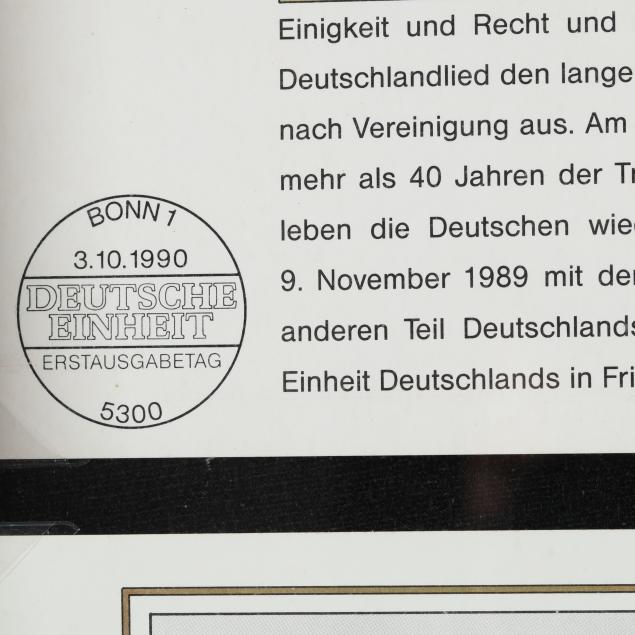 Einigkeit und Recht und
Deutschlandlied den lange
nach Vereinigung aus. Am
mehr als 40 Jahren der
leben die Deutschen
9. November 1989 mit
anderen Teil Deutschlands
Einheit Deutschlands in
BONN 1
3.10.1990
DEUTSCHE
EINHEIT
ERSTAUSGABETAG
5300